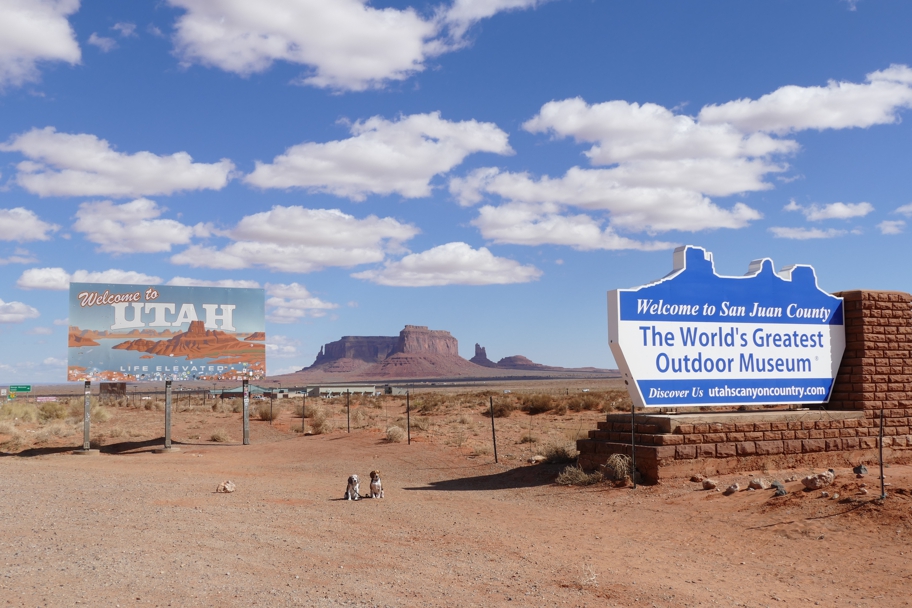 Welcome to
UTAH
LIFE ELEVATED
Welcome to San Juan County
The World's Greatest
Outdoor Museum®
Discover Us utahscanyoncountry.com